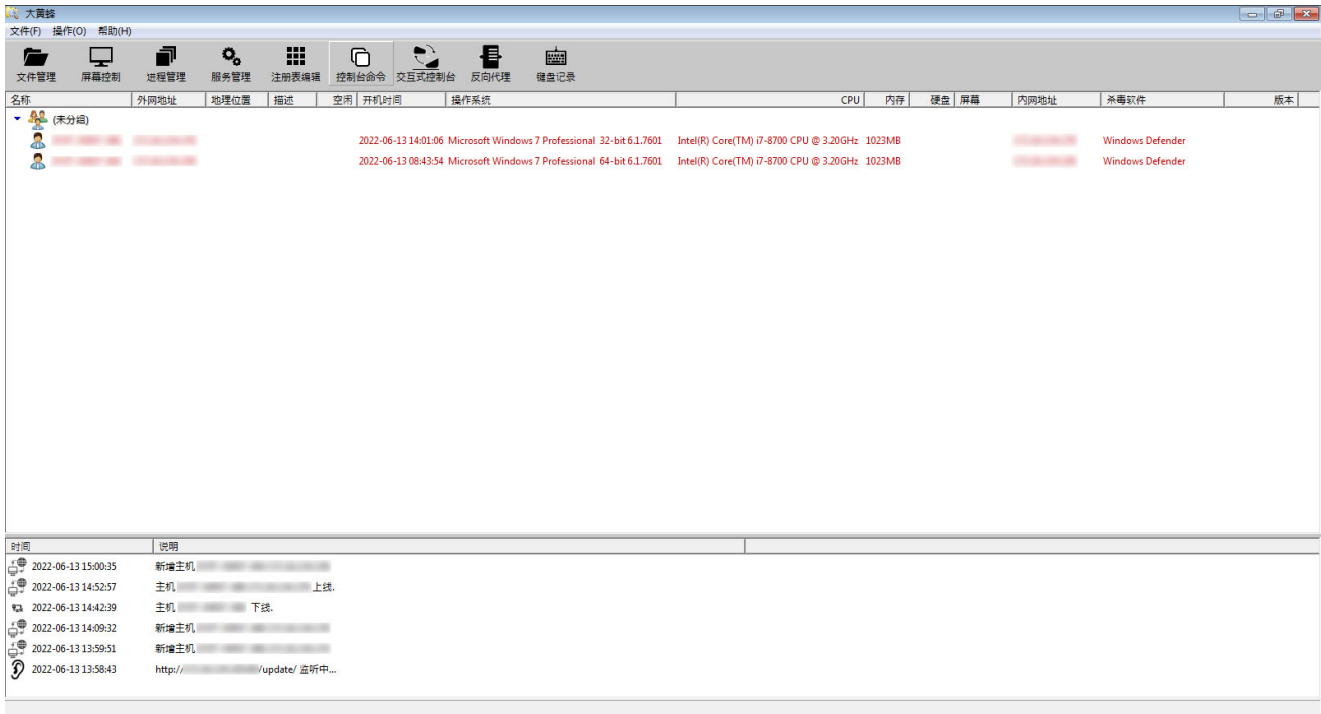 大黄蜂
文件(F) 操作(O) 帮助(H)
文件管理 屏幕控制 进程管理 服务管理 注册表编辑 控制台命令 交互式控制台 反向代理 键盘记录
名称 外网地址 地理位置 描述 空闲 开机时间 操作系统 CPU 内存 硬盘 屏幕 内网地址 杀毒软件 版本
(未分组)
2022-06-13 14:01:06 Microsoft Windows 7 Professional 32-bit 6.1.7601 Intel(R) Core(TM) i7-8700 CPU @ 3.20GHz 1023MB Windows Defender
2022-06-13 08:43:54 Microsoft Windows 7 Professional 64-bit 6.1.7601 Intel(R) Core(TM) i7-8700 CPU @ 3.20GHz 1023MB Windows Defender
时间 说明
2022-06-13 15:00:35 新增主机
2022-06-13 14:52:57 主机 上线.
2022-06-13 14:42:39 主机 下线.
2022-06-13 14:09:32 新增主机
2022-06-13 13:59:51 新增主机
2022-06-13 13:58:43 http:// /update/ 监听中...